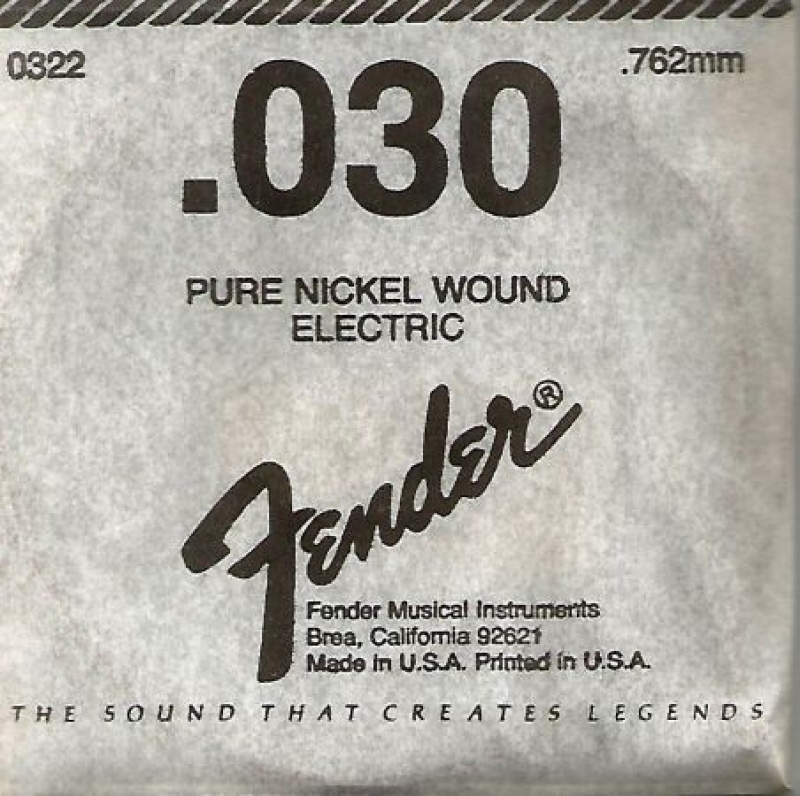 0322 .762mm
.030
PURE NICKEL WOUND
ELECTRIC
Fender®
Fender Musical Instruments
Brea, California 92621
Made in U.S.A. Printed in U.S.A.
THE SOUND THAT CREATES LEGENDS